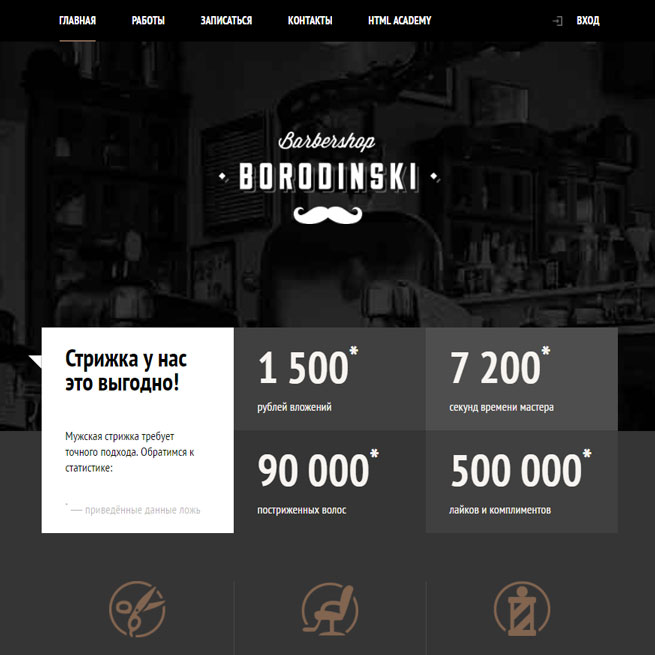 ГЛАВНАЯ РАБОТЫ ЗАПИСАТЬСЯ КОНТАКТЫ HTML ACADEMY ВХОД
Barbershop
BORODINSKI
Стрижка у нас
это выгодно!
Мужская стрижка требует
точного подхода. Обратимся к
статистике:
* — приведённые данные ложь
1 500*
рублей вложений
7 200*
секунд времени мастера
90 000*
постриженных волос
500 000*
лайков и комплиментов